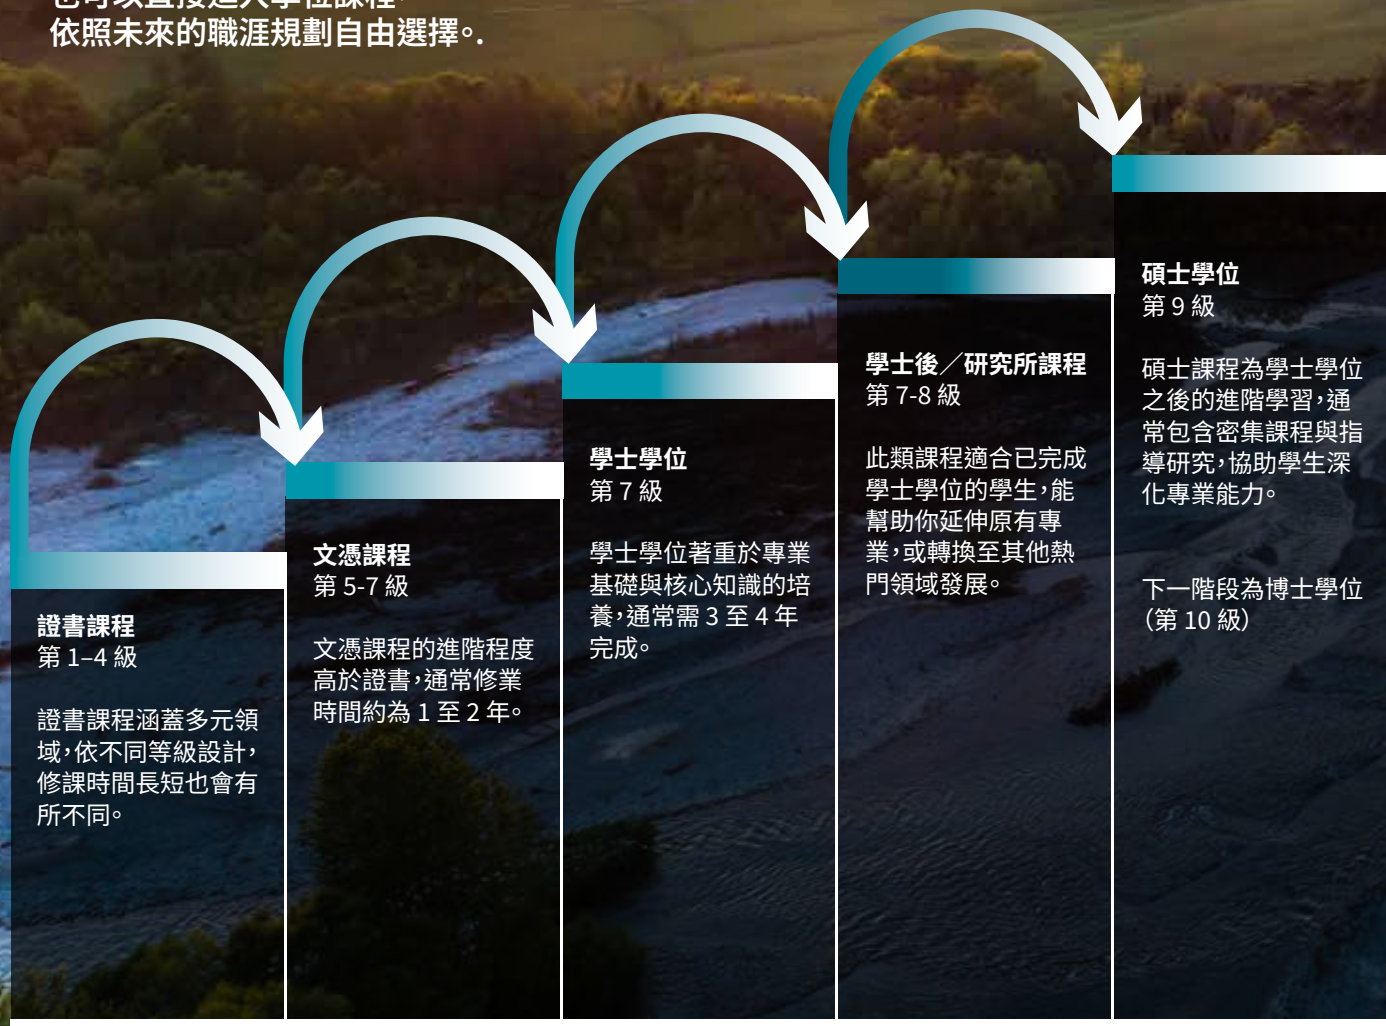 也可以直接進入學位課程，
依照未來的職涯規劃自由選擇。.
證書課程
第 1–4 級
證書課程涵蓋多元領
域，依不同等級設計，
修課時間長短也會有
所不同。
文憑課程
第 5-7 級
文憑課程的進階程度
高於證書，通常修業
時間約為 1 至 2 年。
學士學位
第 7 級
學士學位著重於專業
基礎與核心知識的培
養，通常需 3 至 4 年
完成。
學士後／研究所課程
第 7-8 級
此類課程適合已完成
學士學位的學生，能
幫助你延伸原有專
業，或轉換至其他熱
門領域發展。
碩士學位
第 9 級
碩士課程為學士學位
之後的進階學習，通
常包含密集課程與指
導研究，協助學生深
化專業能力。
下一階段為博士學位
（第 10 級）